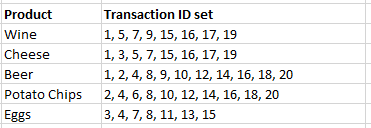 Product Transaction ID set
Wine 1, 5, 7, 9, 15, 16, 17, 19
Cheese 1, 3, 5, 7, 15, 16, 17, 19
Beer 1, 2, 4, 8, 9, 10, 12, 14, 16, 18, 20
Potato Chips 2, 4, 6, 8, 10, 12, 14, 16, 18, 20
Eggs 3, 4, 7, 8, 11, 13, 15